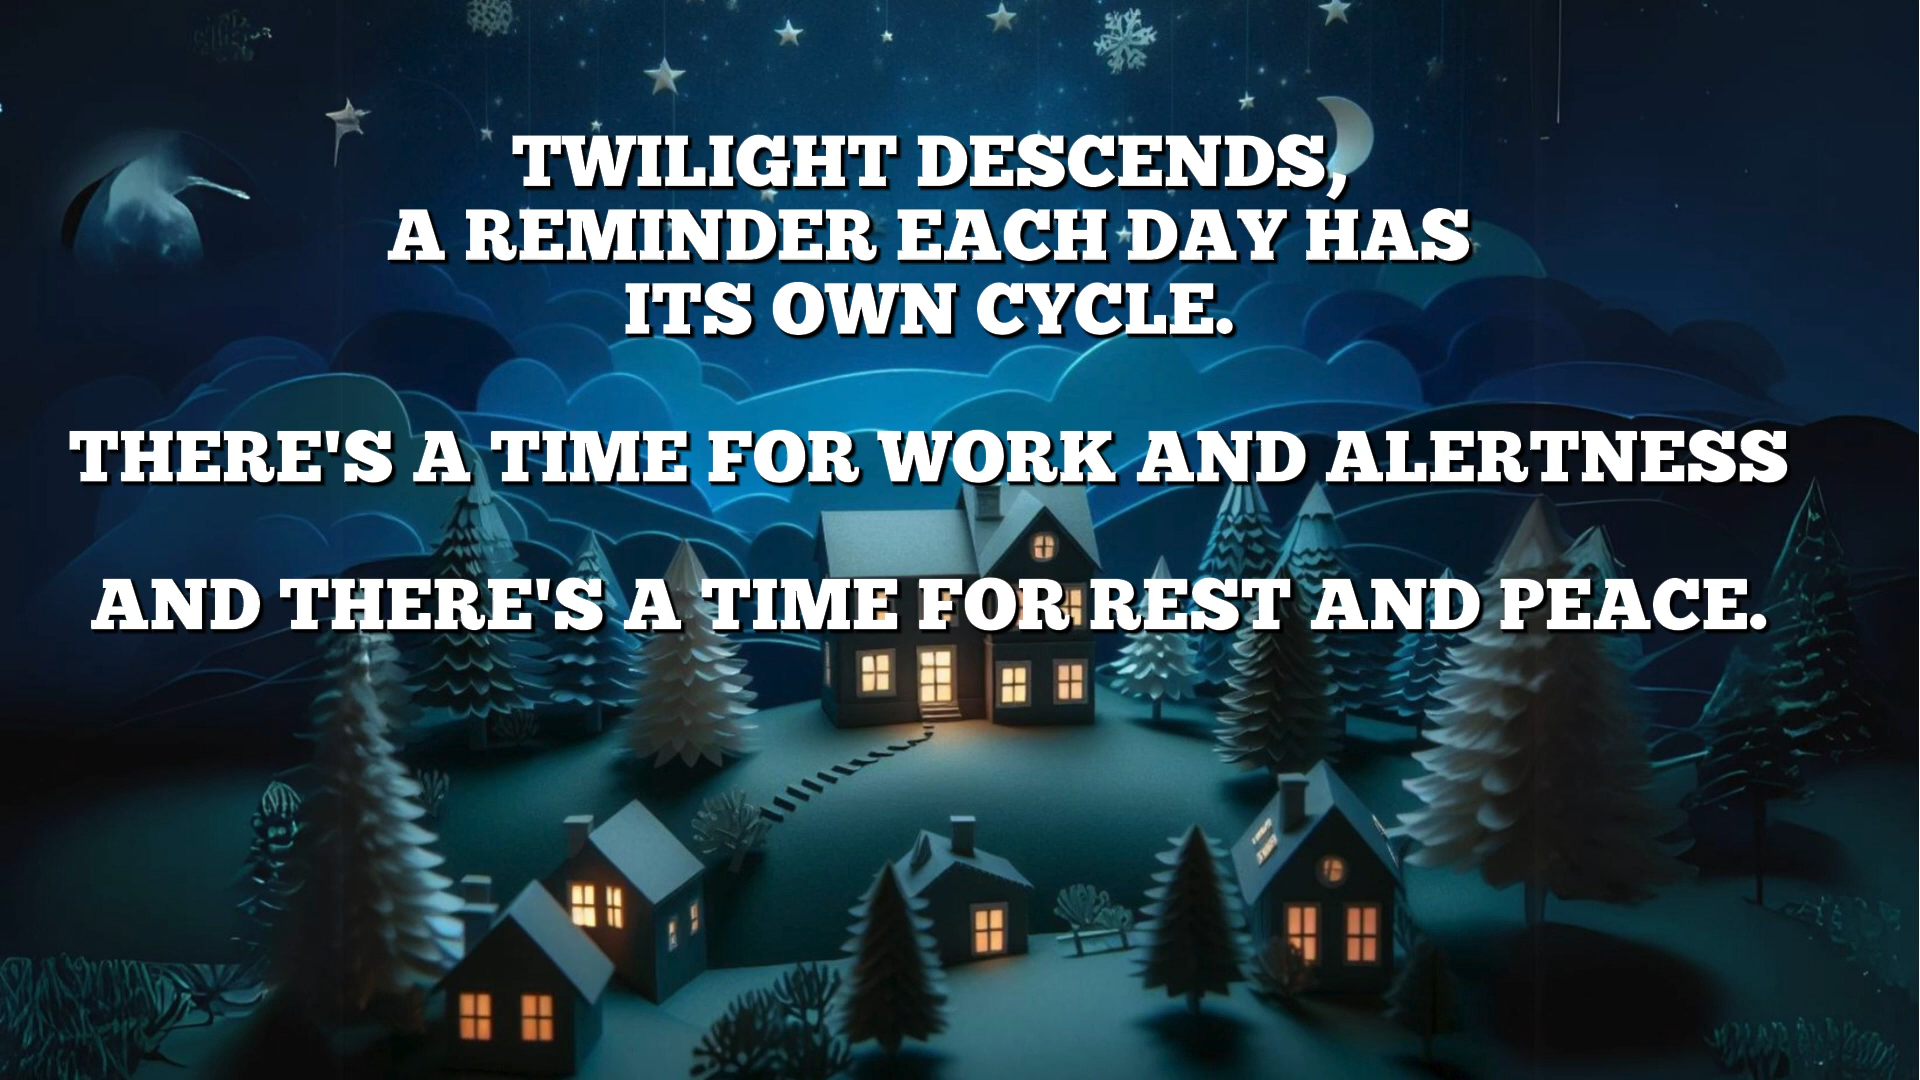 TWILIGHT DESCENDS,
A REMINDER EACH DAY HAS
ITS OWN CYCLE.
THERE'S A TIME FOR WORK AND ALERTNESS
AND THERE'S A TIME FOR REST AND PEACE.